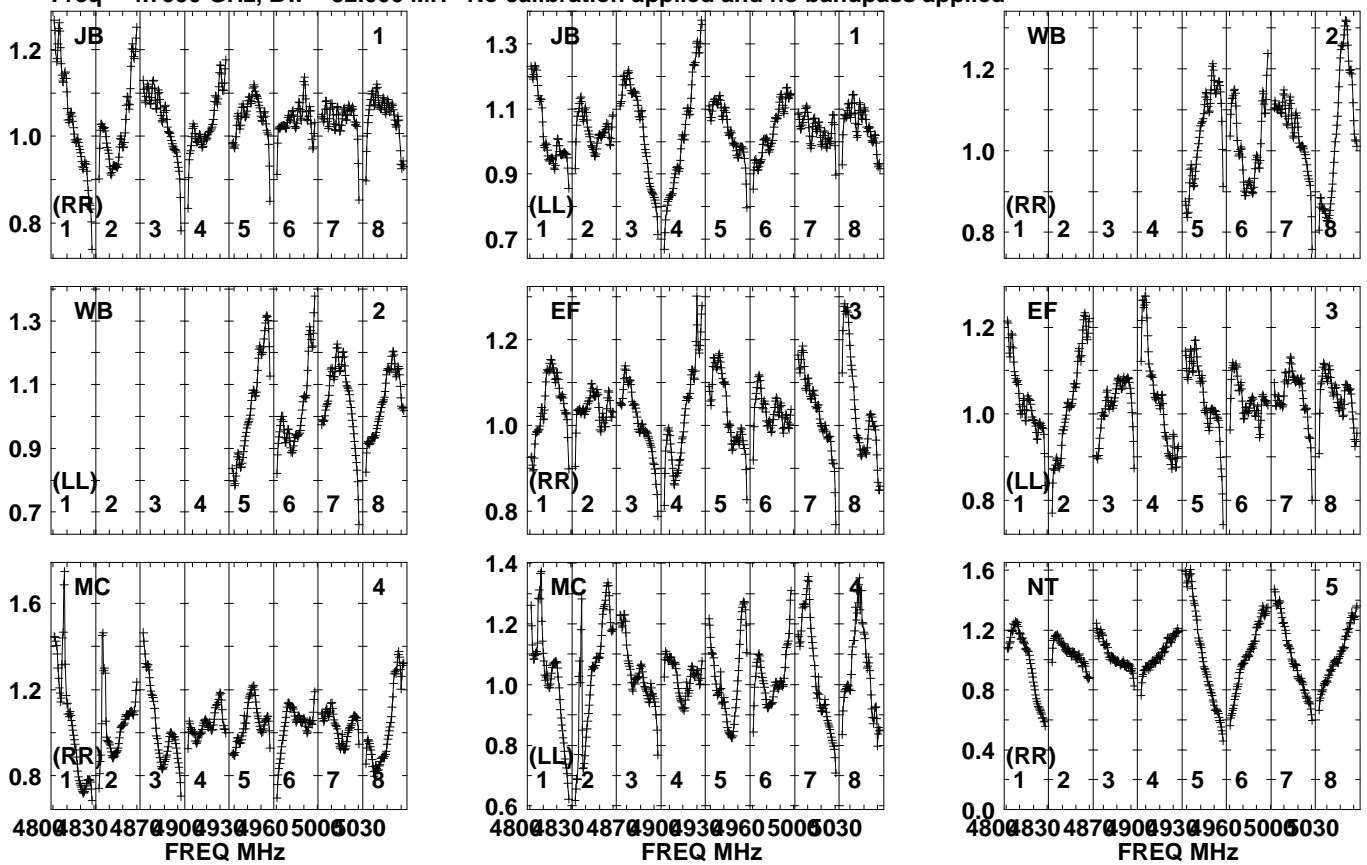 Freq GHz, Bw No calibration applied and no bandpass applied
JB 1
1.2
1.0
0.8
(RR)
1 2 3 4 5 6 7 8
JB 1
1.3
1.1
0.9
0.7
(LL)
1 2 3 4 5 6 7 8
WB 2
1.2
1.0
0.8
(RR)
1 2 3 4 5 6 7 8
WB 2
1.3
1.1
0.9
0.7
(LL)
1 2 3 4 5 6 7 8
EF 3
1.2
1.0
0.8
(RR)
1 2 3 4 5 6 7 8
EF 3
1.2
1.0
0.8
(LL)
1 2 3 4 5 6 7 8
MC 4
1.6
1.2
0.8
(RR)
1 2 3 4 5 6 7 8
4800 4830 4870 4900 4930 4960 5000 5030
FREQ MHz
MC 4
1.4
1.2
1.0
0.8
0.6
(LL)
1 2 3 4 5 6 7 8
NT 5
1.6
1.2
0.8
0.4
0.0
(RR)
1 2 3 4 5 6 7 8
4800 4830 4870 4900 4930 4960 5000 5030
FREQ MHz